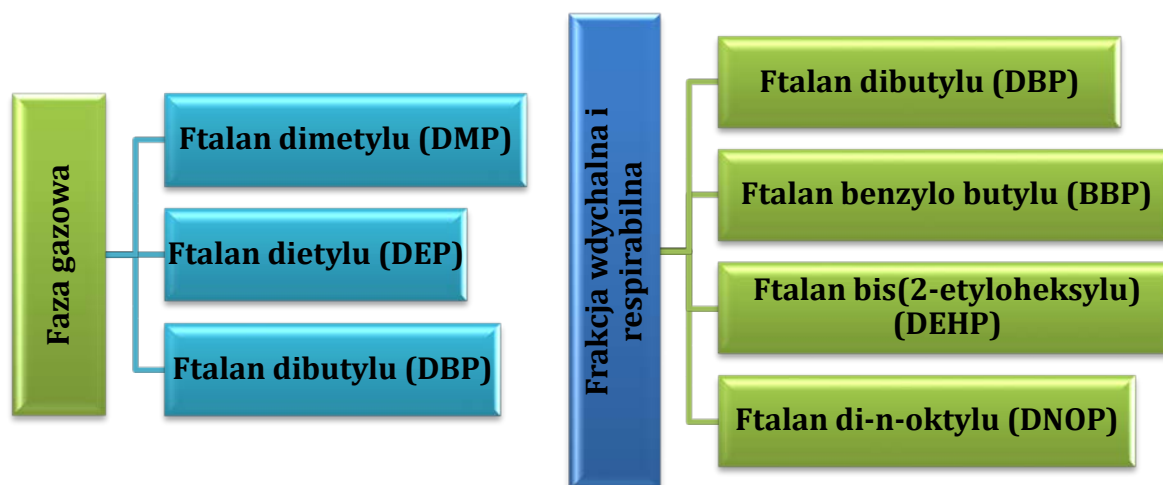 Faza gazowa
Ftalan dimetylu (DMP)
Ftalan dietylu (DEP)
Ftalan dibutylu (DBP)
Frakcja wdychalna i
respirabilna
Ftalan dibutylu (DBP)
Ftalan benzylo butylu (BBP)
Ftalan bis(2-etyloheksylu)
(DEHP)
Ftalan di-n-oktylu (DNOP)